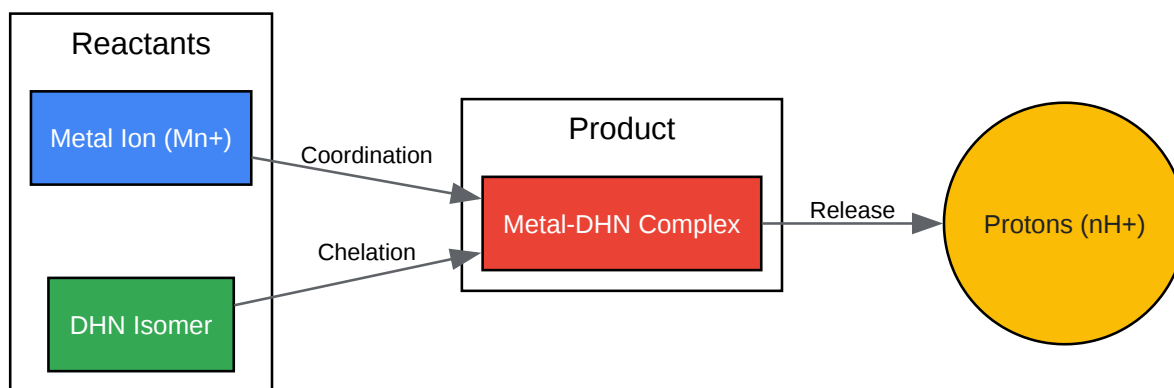 Reactants
Metal Ion (Mn+)
DHN Isomer
Coordination
Chelation
Product
Metal-DHN Complex
Release
Protons (nH+)